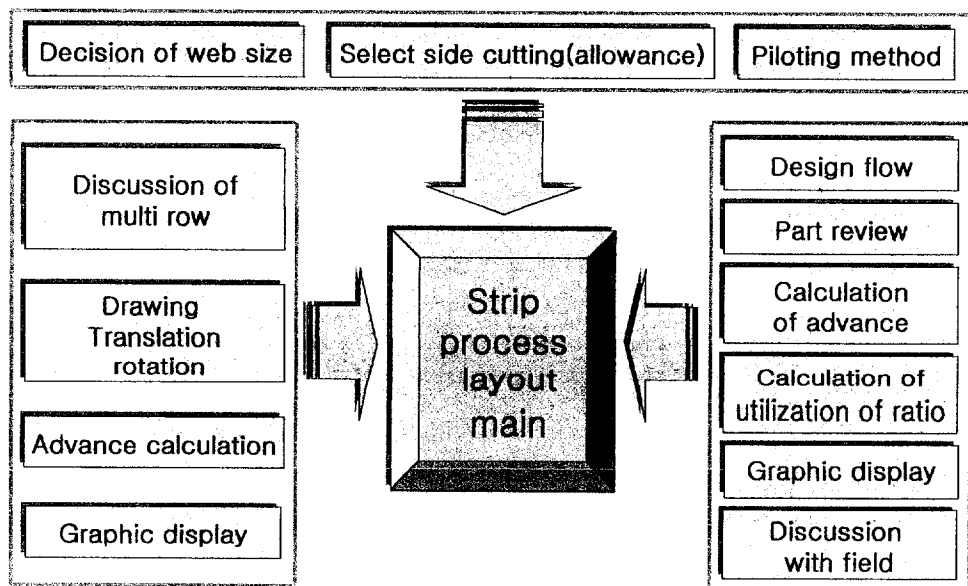 Decision of web size
Select side cutting(allowance)
Piloting method
Discussion of
multi row
Drawing
Translation
rotation
Advance calculation
Graphic display
Strip
process
layout
main
Design flow
Part review
Calculation
of advance
Calculation of
utilization of ratio
Graphic display
Discussion
with field